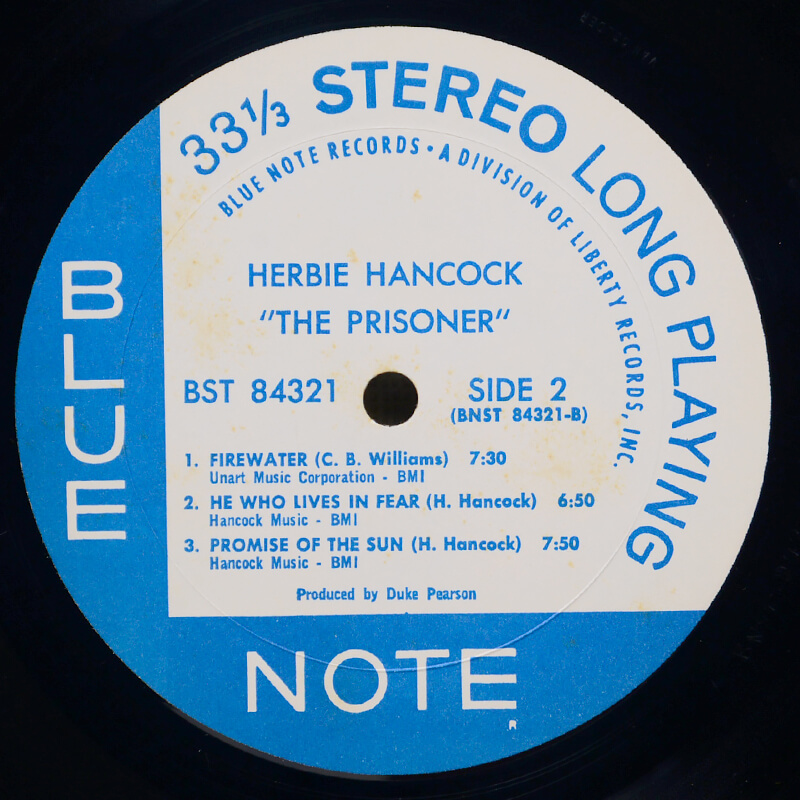 33⅓ STEREO LONG PLAYING
BLUE NOTE RECORDS • A DIVISION OF LIBERTY RECORDS, INC.
HERBIE HANCOCK
"THE PRISONER"
BST 84321 SIDE 2
(BNST 84321-B)
1. FIREWATER (C. B. Williams) 7:30
Unart Music Corporation - BMI
2. HE WHO LIVES IN FEAR (H. Hancock) 6:50
Hancock Music - BMI
3. PROMISE OF THE SUN (H. Hancock) 7:50
Hancock Music - BMI
Produced by Duke Pearson
BLUE
NOTE
R